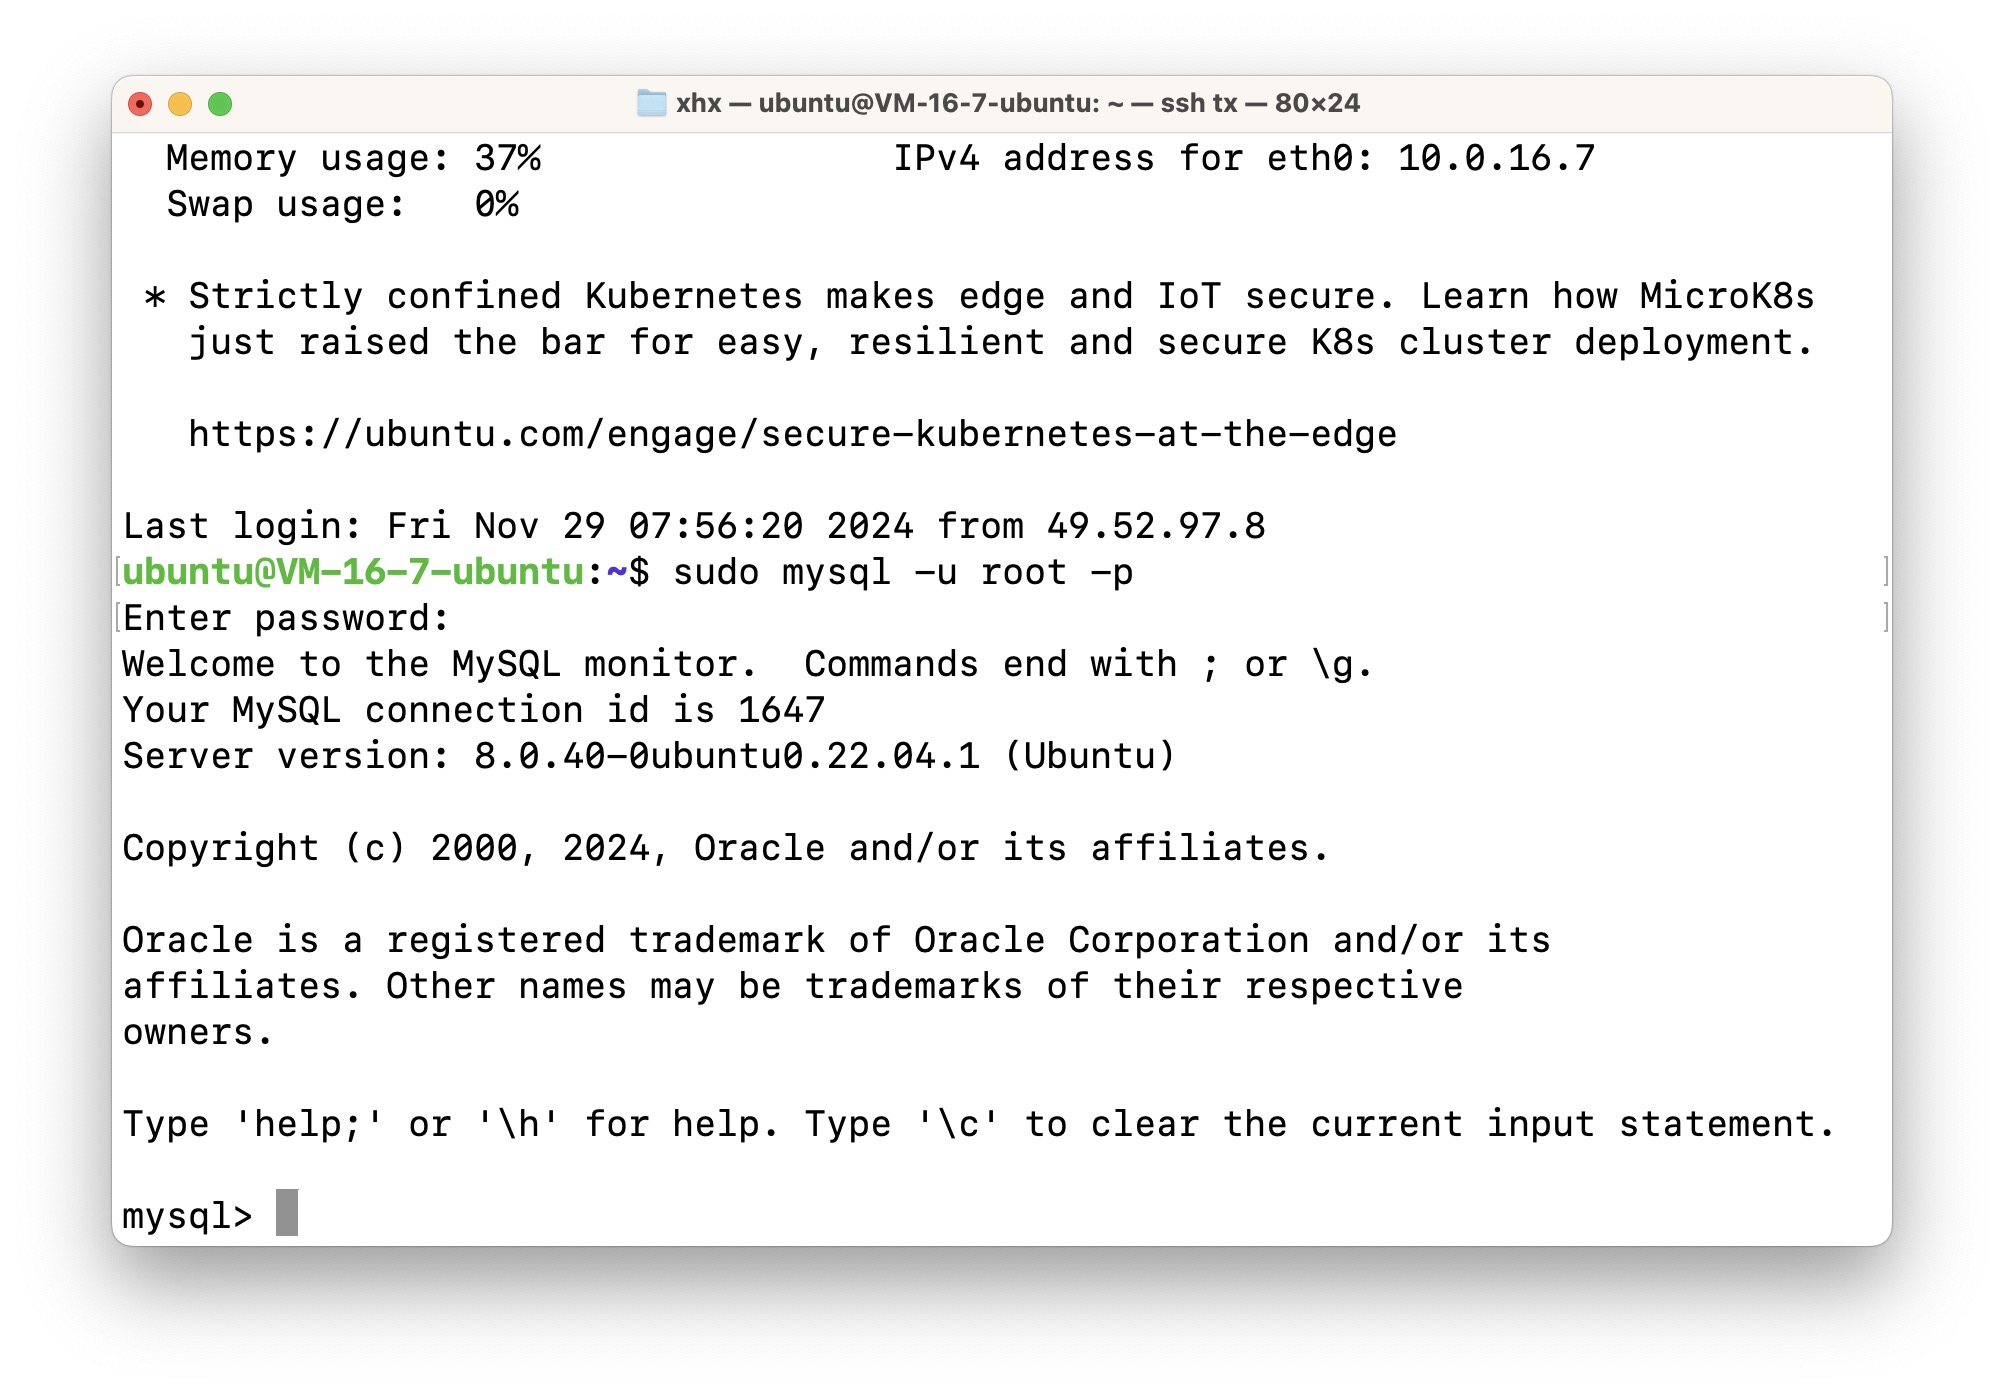 xhx — ubuntu@VM-16-7-ubuntu: ~ — ssh tx — 80×24
  Memory usage: 37%                IPv4 address for eth0: 10.0.16.7
  Swap usage:   0%
 * Strictly confined Kubernetes makes edge and IoT secure. Learn how MicroK8s
   just raised the bar for easy, resilient and secure K8s cluster deployment.
   https://ubuntu.com/engage/secure-kubernetes-at-the-edge
Last login: Fri Nov 29 07:56:20 2024 from 49.52.97.8
[ubuntu@VM-16-7-ubuntu:~$ sudo mysql -u root -p ]
[Enter password: ]
Welcome to the MySQL monitor.  Commands end with ; or \g.
Your MySQL connection id is 1647
Server version: 8.0.40-0ubuntu0.22.04.1 (Ubuntu)
Copyright (c) 2000, 2024, Oracle and/or its affiliates.
Oracle is a registered trademark of Oracle Corporation and/or its
affiliates. Other names may be trademarks of their respective
owners.
Type 'help;' or '\h' for help. Type '\c' to clear the current input statement.
mysql>